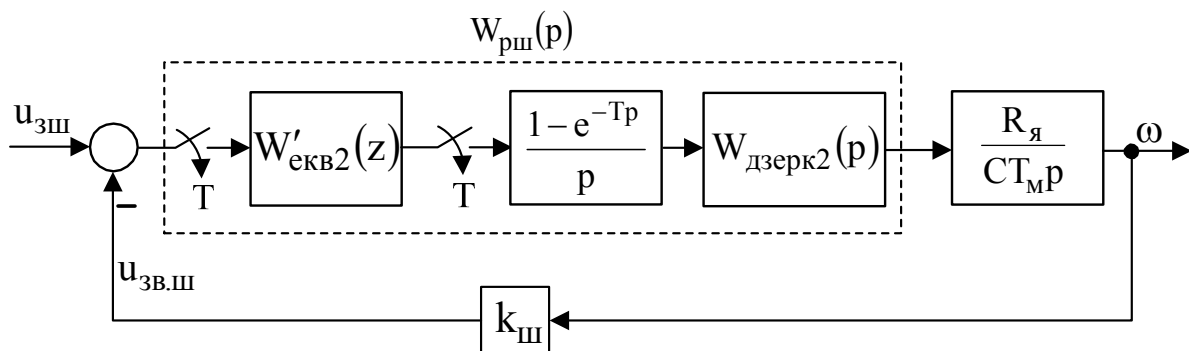 W_рш(p)
u_зш
T
W′_екв2(z)
T
1−e^−Tp
p
W_дзерк2(p)
R_я
CT_мp
ω
−
u_зв.ш
k_ш